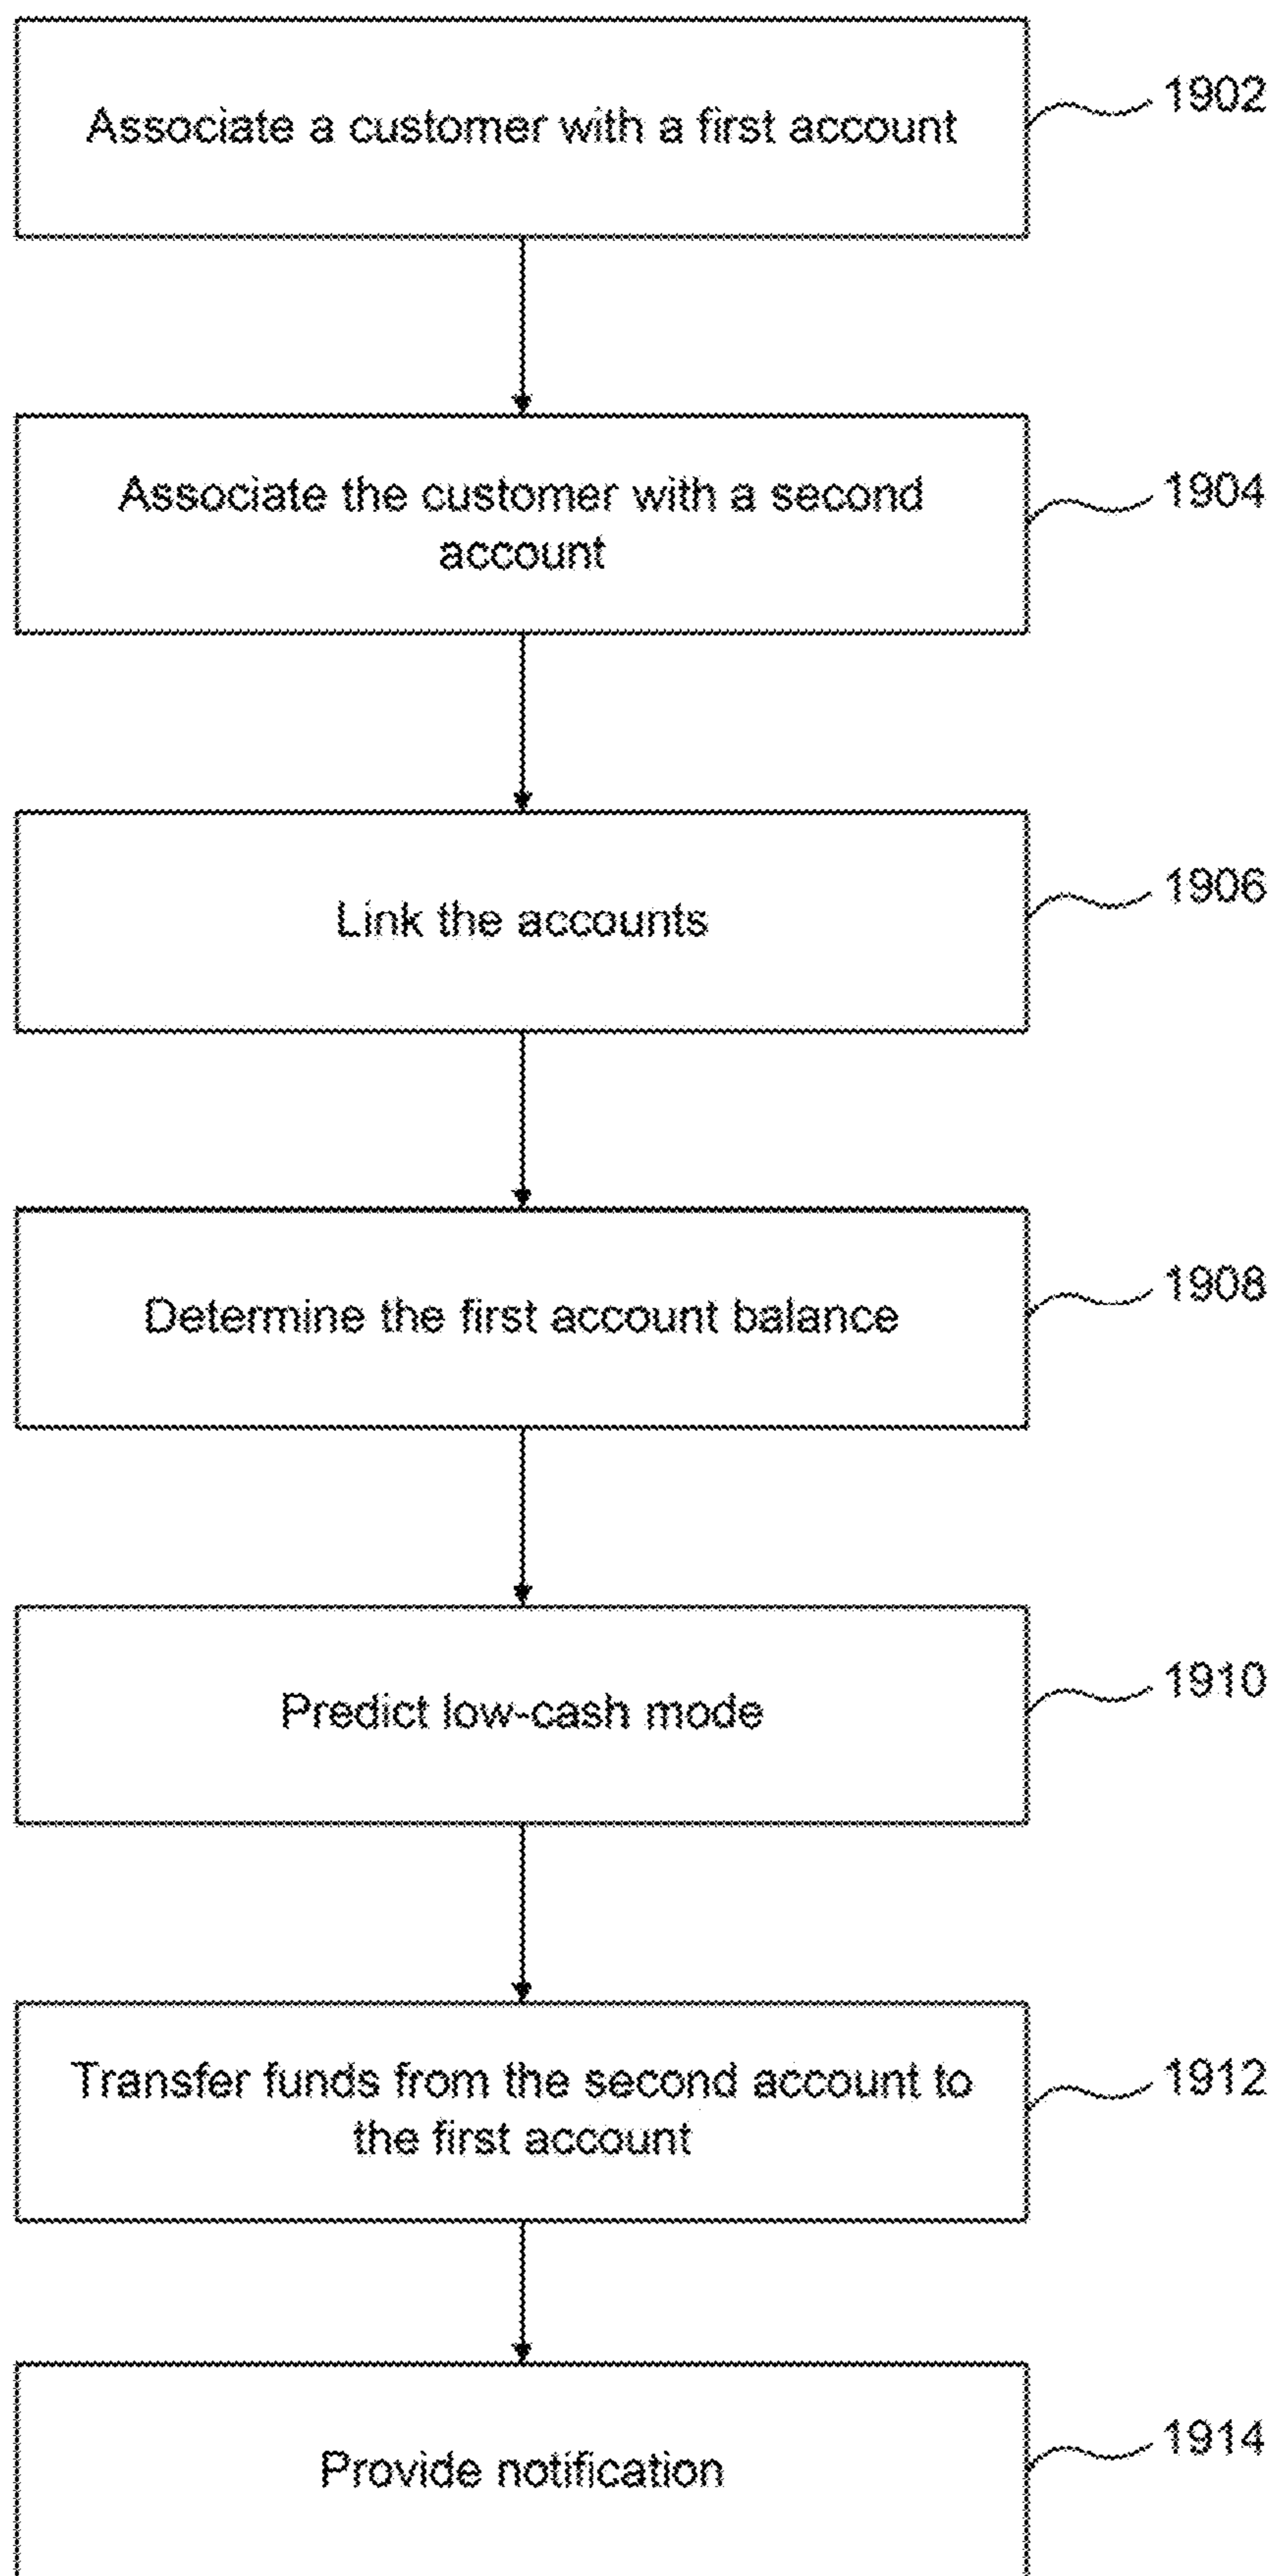 Associate a customer with a first account
1902
Associate the customer with a second
account
1904
Link the accounts
1906
Determine the first account balance
1908
Predict low-cash mode
1910
Transfer funds from the second account to
the first account
1912
Provide notification
1914